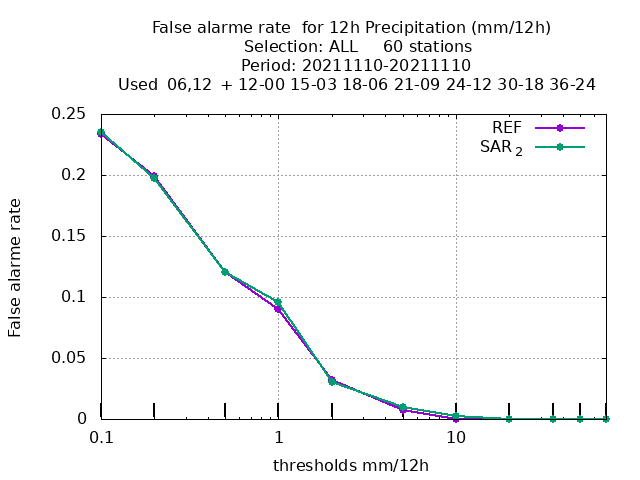 False alarme rate  for 12h Precipitation (mm/12h)
Selection: ALL     60 stations
Period: 20211110-20211110
Used  06,12  + 12-00 15-03 18-06 21-09 24-12 30-18 36-24
0.25
REF
SAR 2
0.2
0.15
0.1
0.05
0
False alarme rate
0.1
1
10
thresholds mm/12h